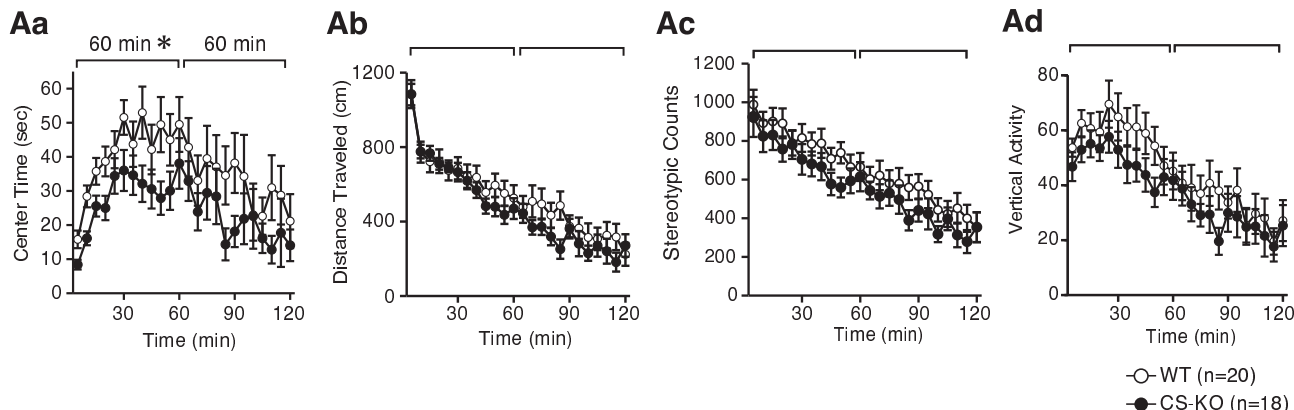 Aa
60 min * 60 min
Center Time (sec)
60
50
40
30
20
10
0
30 60 90 120
Time (min)
Ab
Distance Traveled (cm)
1200
800
400
0
30 60 90 120
Time (min)
Ac
Stereotypic Counts
1200
1000
800
600
400
200
0
30 60 90 120
Time (min)
Ad
Vertical Activity
80
60
40
20
0
30 60 90 120
Time (min)
WT (n=20)
CS-KO (n=18)